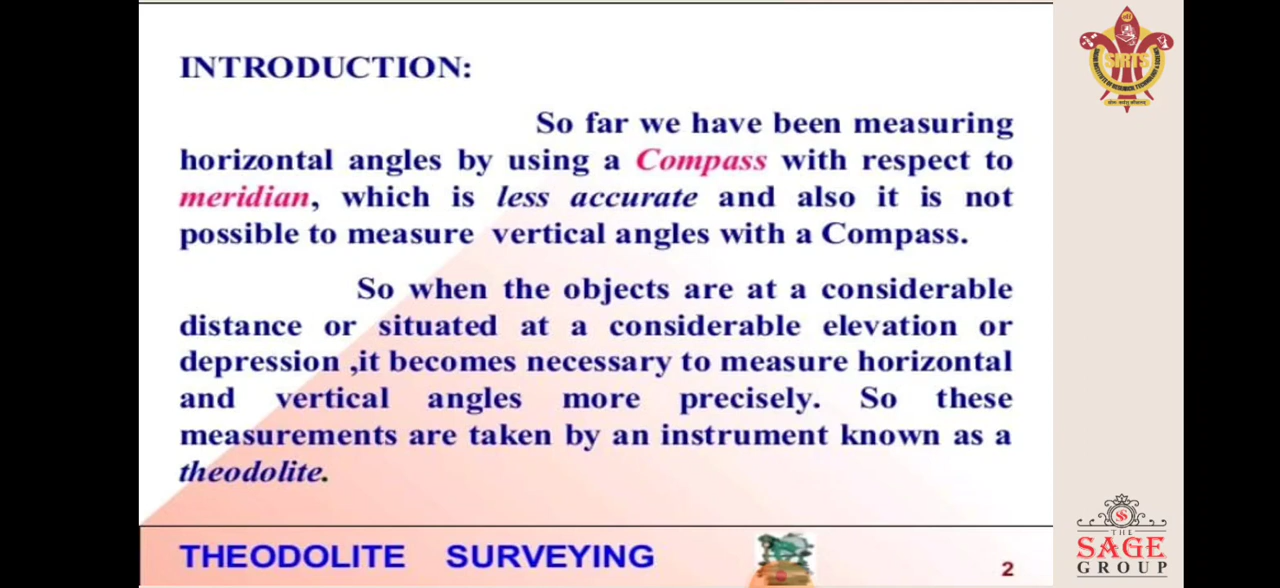 INTRODUCTION:
So far we have been measuring
horizontal angles by using a Compass with respect to
meridian, which is less accurate and also it is not
possible to measure vertical angles with a Compass.
So when the objects are at a considerable
distance or situated at a considerable elevation or
depression ,it becomes necessary to measure horizontal
and vertical angles more precisely. So these
measurements are taken by an instrument known as a
theodolite.
THEODOLITE SURVEYING
2
SIRTS
THE
SAGE
GROUP